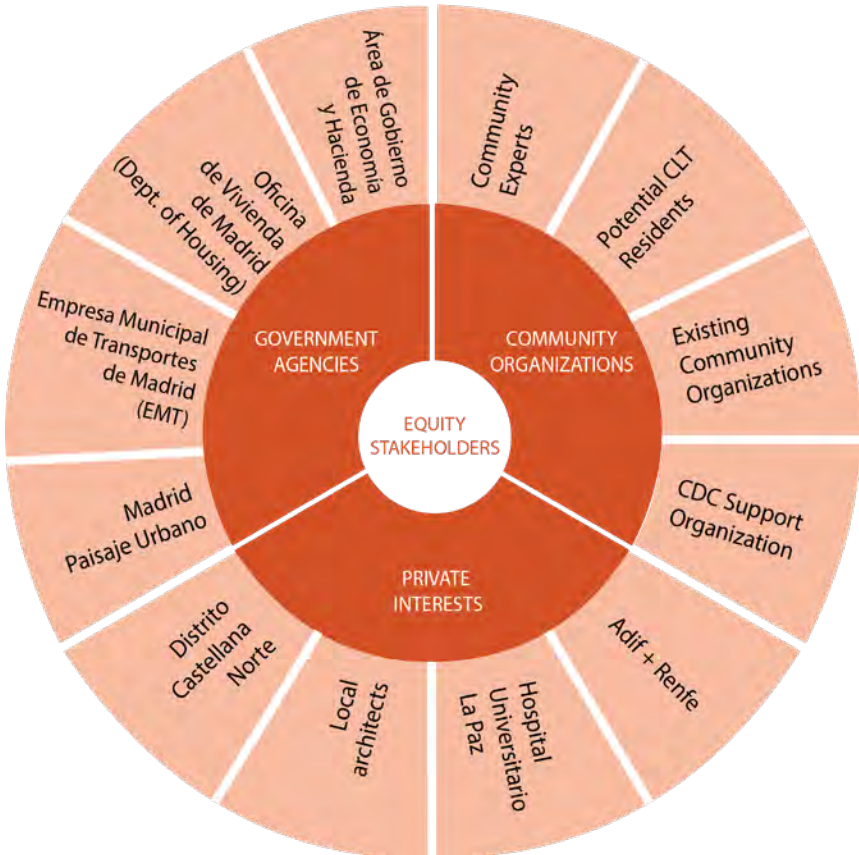 EQUITY
STAKEHOLDERS
GOVERNMENT
AGENCIES
COMMUNITY
ORGANIZATIONS
PRIVATE
INTERESTS
Área de Gobierno
de Economía
y Hacienda
Community
Experts
Potential CLT
Residents
Existing
Community
Organizations
CDC Support
Organization
Adif + Renfe
Hospital
Universitario
La Paz
Local
architects
Distrito
Castellana
Norte
Madrid
Paisaje Urbano
Empresa Municipal
de Transportes
de Madrid
(EMT)
Oficina
de Vivienda
de Madrid
(Dept. of Housing)